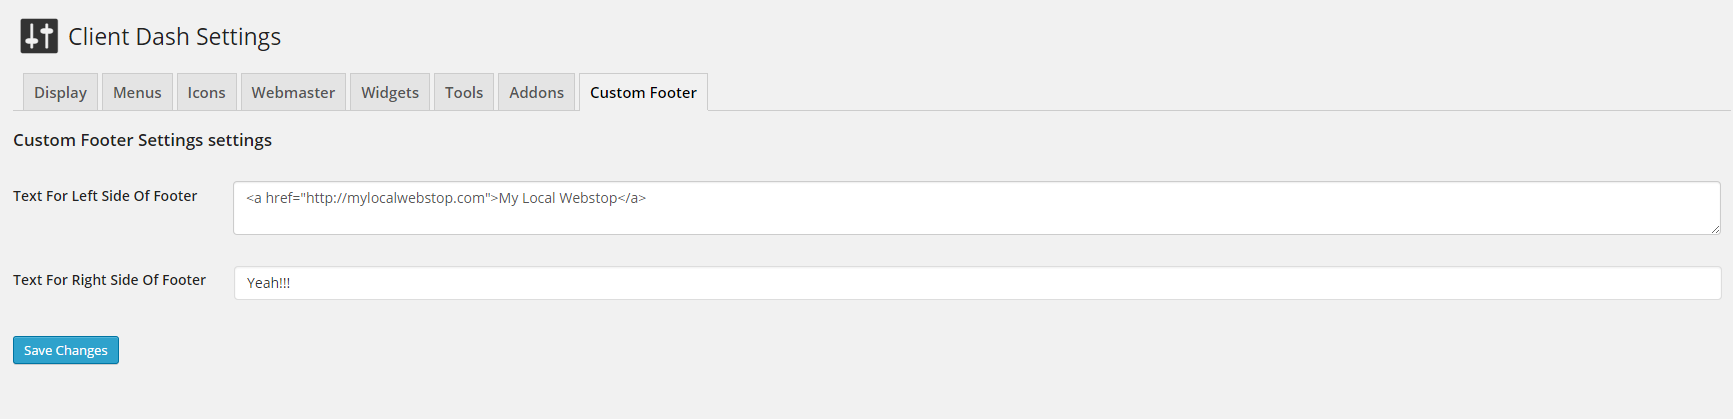 Client Dash Settings
Display Menus Icons Webmaster Widgets Tools Addons Custom Footer
Custom Footer Settings settings
Text For Left Side Of Footer <a href="http://mylocalwebstop.com">My Local Webstop</a>
Text For Right Side Of Footer Yeah!!!
Save Changes